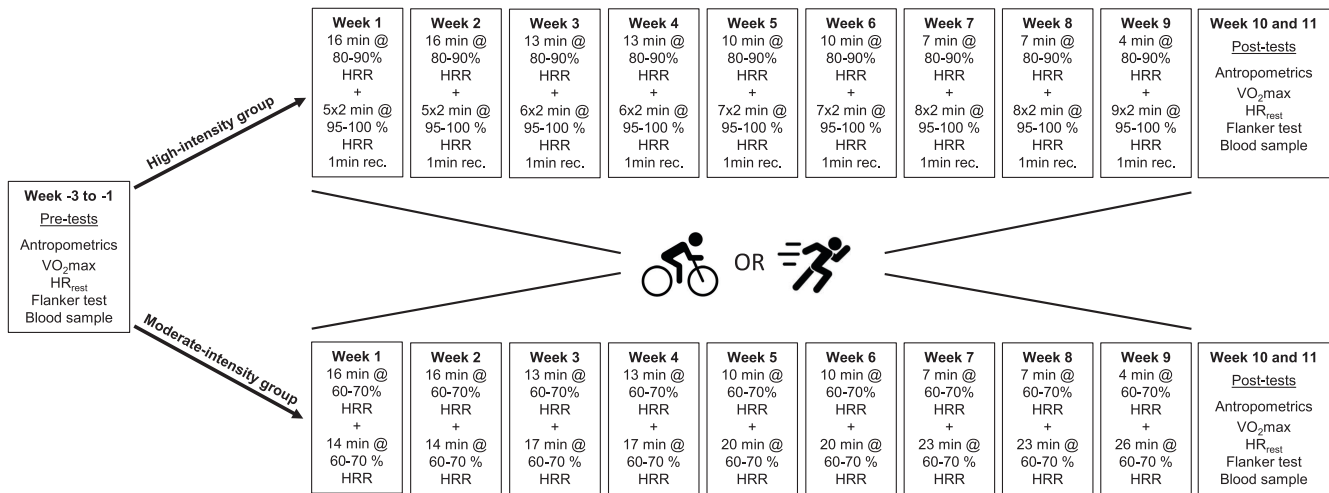 High-intensity group
Week 1
16 min @
80-90%
HRR
+
5x2 min @
95-100 %
HRR
1min rec.
Week 2
16 min @
80-90%
HRR
+
5x2 min @
95-100 %
HRR
1min rec.
Week 3
13 min @
80-90%
HRR
+
6x2 min @
95-100 %
HRR
1min rec.
Week 4
13 min @
80-90%
HRR
+
6x2 min @
95-100 %
HRR
1min rec.
Week 5
10 min @
80-90%
HRR
+
7x2 min @
95-100 %
HRR
1min rec.
Week 6
10 min @
80-90%
HRR
+
7x2 min @
95-100 %
HRR
1min rec.
Week 7
7 min @
80-90%
HRR
+
8x2 min @
95-100 %
HRR
1min rec.
Week 8
7 min @
80-90%
HRR
+
8x2 min @
95-100 %
HRR
1min rec.
Week 9
4 min @
80-90%
HRR
+
9x2 min @
95-100 %
HRR
1min rec.
Week 10 and 11
Post-tests
Antropometrics
VO₂max
HRrest
Flanker test
Blood sample
Week -3 to -1
Pre-tests
Antropometrics
VO₂max
HRrest
Flanker test
Blood sample
OR
Moderate-intensity group
Week 1
16 min @
60-70%
HRR
+
14 min @
60-70 %
HRR
Week 2
16 min @
60-70%
HRR
+
14 min @
60-70 %
HRR
Week 3
13 min @
60-70%
HRR
+
17 min @
60-70 %
HRR
Week 4
13 min @
60-70%
HRR
+
17 min @
60-70 %
HRR
Week 5
10 min @
60-70%
HRR
+
20 min @
60-70 %
HRR
Week 6
10 min @
60-70%
HRR
+
20 min @
60-70 %
HRR
Week 7
7 min @
60-70%
HRR
+
23 min @
60-70 %
HRR
Week 8
7 min @
60-70%
HRR
+
23 min @
60-70 %
HRR
Week 9
4 min @
60-70%
HRR
+
26 min @
60-70 %
HRR
Week 10 and 11
Post-tests
Antropometrics
VO₂max
HRrest
Flanker test
Blood sample